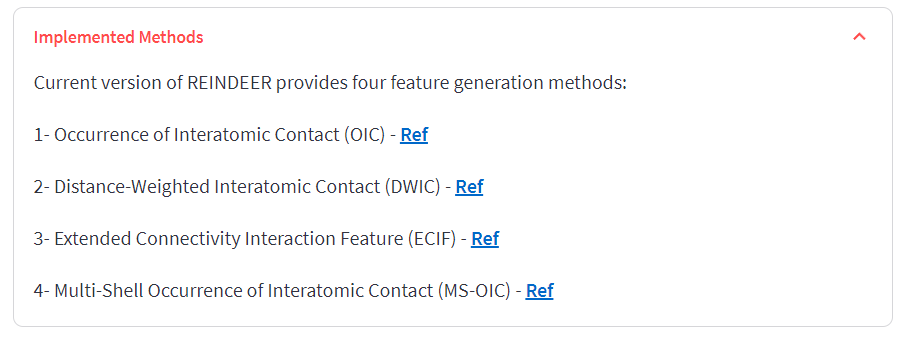 Implemented Methods
Current version of REINDEER provides four feature generation methods:
1- Occurrence of Interatomic Contact (OIC) - Ref
2- Distance-Weighted Interatomic Contact (DWIC) - Ref
3- Extended Connectivity Interaction Feature (ECIF) - Ref
4- Multi-Shell Occurrence of Interatomic Contact (MS-OIC) - Ref